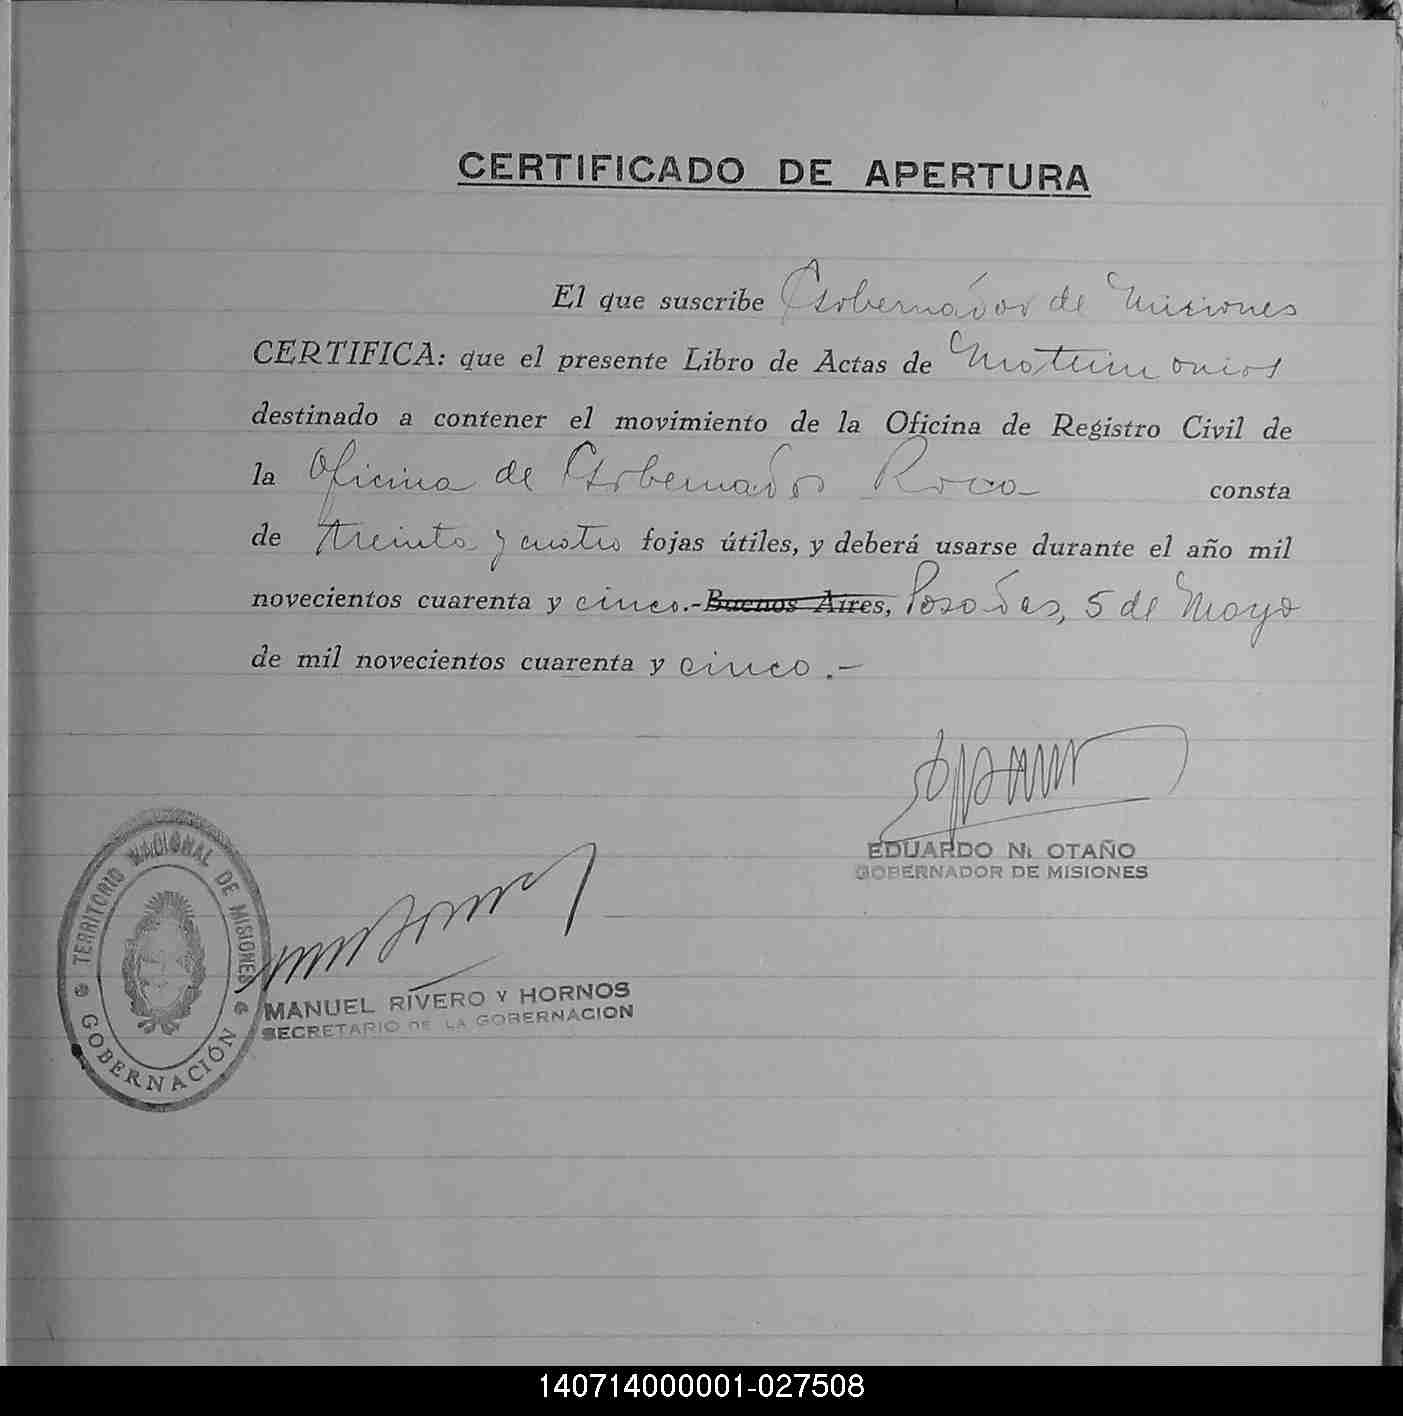 CERTIFICADO DE APERTURA
El que suscribe Gobernador de Misiones
CERTIFICA: que el presente Libro de Actas de Matrimonios
destinado a contener el movimiento de la Oficina de Registro Civil de
la Oficina de Gobernador Roca consta
de treinta y cuatro fojas útiles, y deberá usarse durante el año mil
novecientos cuarenta y cinco.- Buenos Aires, Posadas, 5 de Mayo
de mil novecientos cuarenta y cinco.-
EDUARDO N. OTAÑO
GOBERNADOR DE MISIONES
TERRITORIO NACIONAL DE MISIONES
GOBERNACIÓN
MANUEL RIVERO Y HORNOS
SECRETARIO DE LA GOBERNACION
140714000001-027508